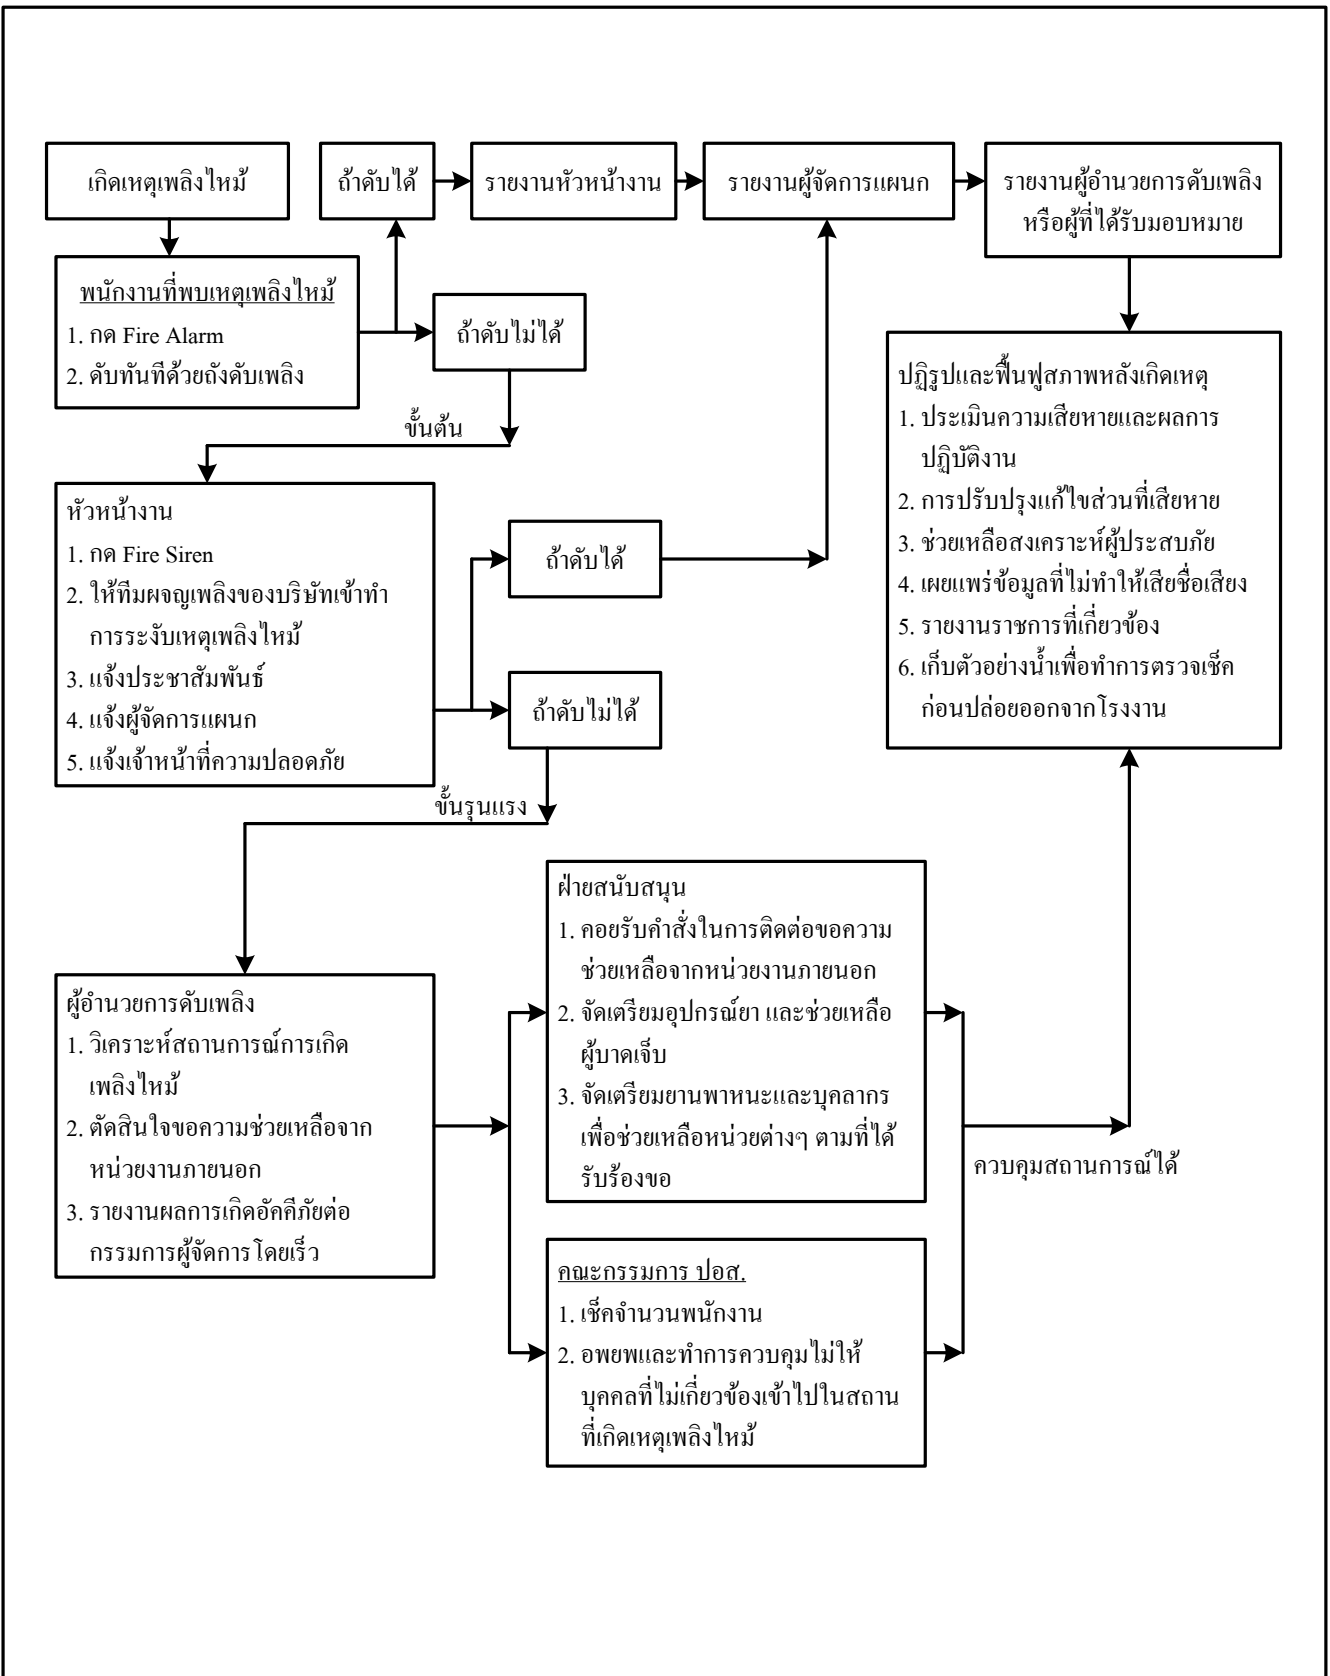 เกิดเหตุเพลิงไหม้
ถ้าดับได้
รายงานหัวหน้างาน
รายงานผู้จัดการแผนก
รายงานผู้อำนวยการดับเพลิง
หรือผู้ที่ได้รับมอบหมาย
พนักงานที่พบเหตุเพลิงไหม้
1. กด Fire Alarm
2. ดับทันทีด้วยถังดับเพลิง
ถ้าดับไม่ได้
ขั้นต้น
หัวหน้างาน
1. กด Fire Siren
2. ให้ทีมผจญเพลิงของบริษัทเข้าทำ
การระงับเหตุเพลิงไหม้
3. แจ้งประชาสัมพันธ์
4. แจ้งผู้จัดการแผนก
5. แจ้งเจ้าหน้าที่ความปลอดภัย
ถ้าดับได้
ถ้าดับไม่ได้
ขั้นรุนแรง
ปฏิรูปและฟื้นฟูสภาพหลังเกิดเหตุ
1. ประเมินความเสียหายและผลการ
ปฏิบัติงาน
2. การปรับปรุงแก้ไขส่วนที่เสียหาย
3. ช่วยเหลือสงเคราะห์ผู้ประสบภัย
4. เผยแพร่ข้อมูลที่ไม่ทำให้เสียชื่อเสียง
5. รายงานราชการที่เกี่ยวข้อง
6. เก็บตัวอย่างน้ำเพื่อทำการตรวจเช็ค
ก่อนปล่อยออกจากโรงงาน
ผู้อำนวยการดับเพลิง
1. วิเคราะห์สถานการณ์การเกิด
เพลิงไหม้
2. ตัดสินใจขอความช่วยเหลือจาก
หน่วยงานภายนอก
3. รายงานผลการเกิดอัคคีภัยต่อ
กรรมการผู้จัดการโดยเร็ว
ฝ่ายสนับสนุน
1. คอยรับคำสั่งในการติดต่อขอความ
ช่วยเหลือจากหน่วยงานภายนอก
2. จัดเตรียมอุปกรณ์ยา และช่วยเหลือ
ผู้บาดเจ็บ
3. จัดเตรียมยานพาหนะและบุคลากร
เพื่อช่วยเหลือหน่วยต่างๆ ตามที่ได้
รับร้องขอ
ควบคุมสถานการณ์ได้
คณะกรรมการ ปอส.
1. เช็คจำนวนพนักงาน
2. อพยพและทำการควบคุมไม่ให้
บุคคลที่ไม่เกี่ยวข้องเข้าไปในสถาน
ที่เกิดเหตุเพลิงไหม้